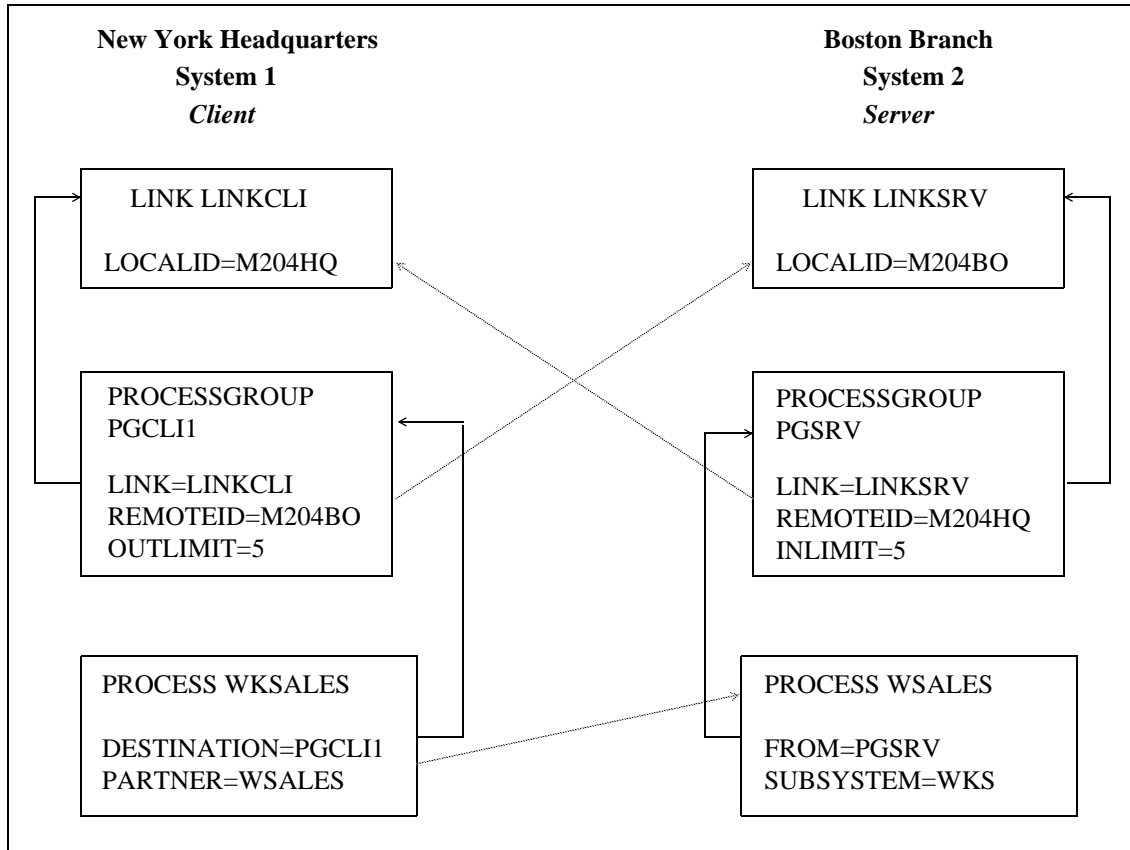 New York Headquarters
System 1
Client
Boston Branch
System 2
Server
LINK LINKCLI
LOCALID=M204HQ
LINK LINKSRV
LOCALID=M204BO
PROCESSGROUP
PGCLI1
LINK=LINKCLI
REMOTEID=M204BO
OUTLIMIT=5
PROCESSGROUP
PGSRV
LINK=LINKSRV
REMOTEID=M204HQ
INLIMIT=5
PROCESS WKSALES
DESTINATION=PGCLI1
PARTNER=WSALES
PROCESS WSALES
FROM=PGSRV
SUBSYSTEM=WKS